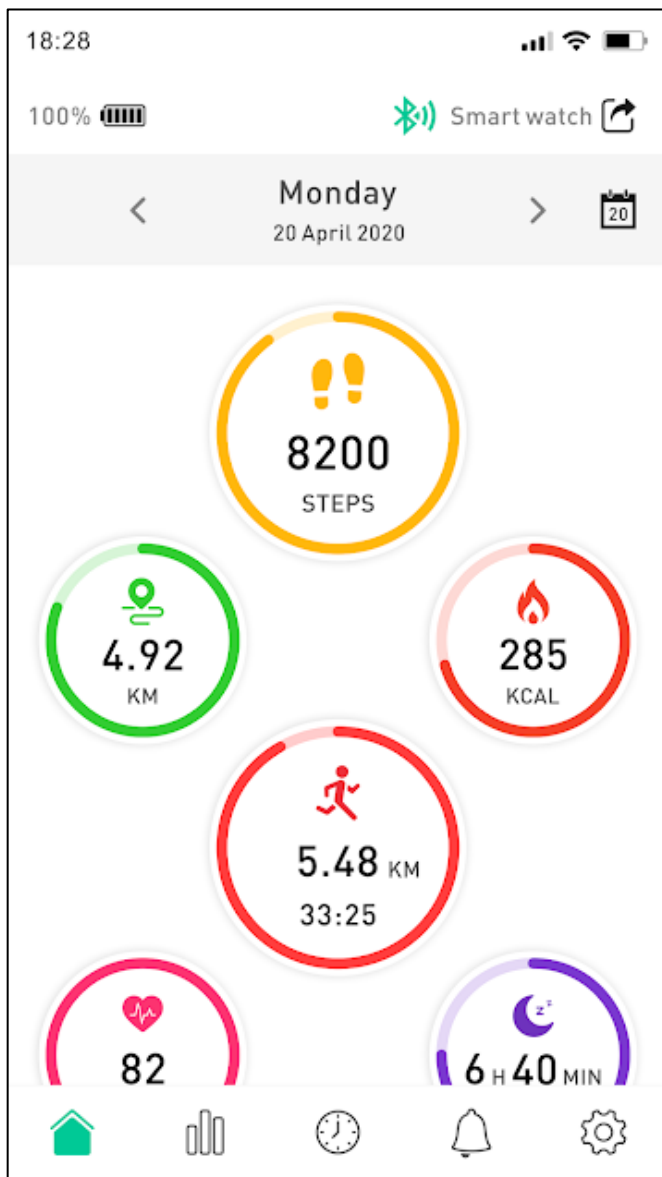 18:28
100%
Smart watch
Monday
20 April 2020
20
8200
STEPS
4.92
KM
285
KCAL
5.48 KM
33:25
82
6 H 40 MIN